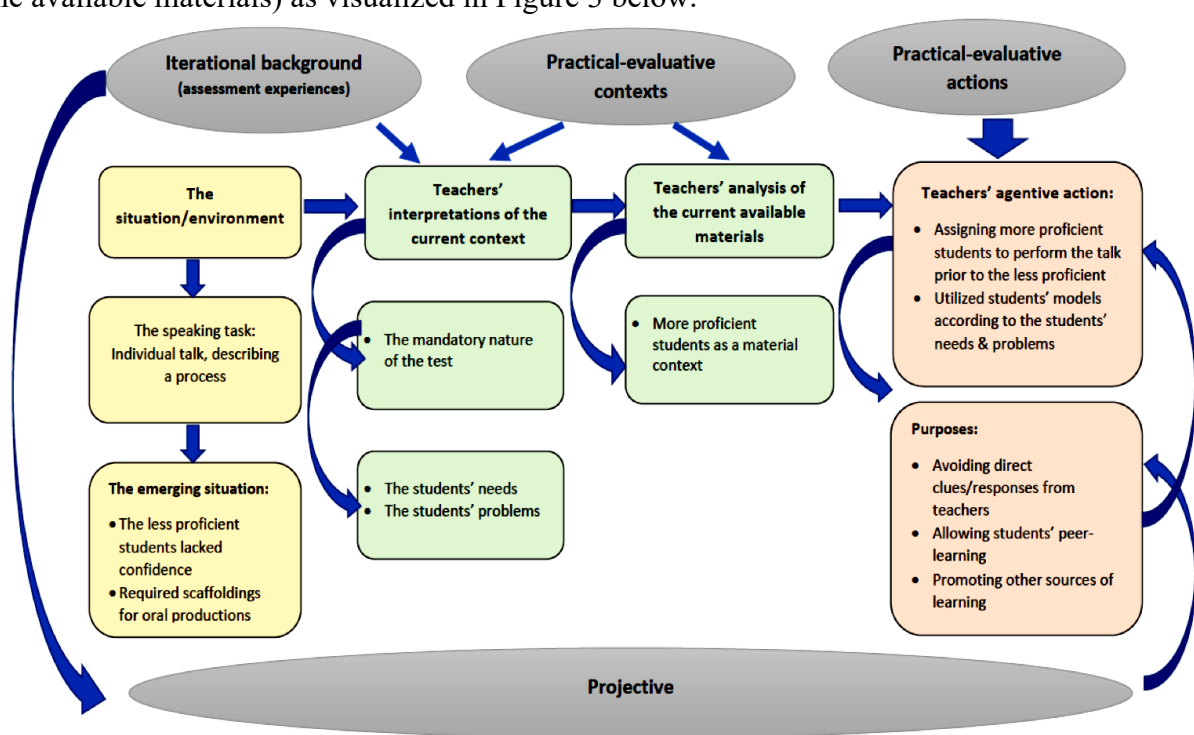 ne available materials) as visualized in Figure 3 below.
Iterational background
(assessment experiences)
Practical-evaluative
contexts
Practical-evaluative
actions
The
situation/environment
Teachers'
interpretations of the
current context
Teachers' analysis of
the current available
materials
Teachers' agentive action:
• Assigning more proficient
students to perform the talk
prior to the less proficient
• Utilized students' models
according to the students'
needs & problems
The speaking task:
Individual talk, describing
a process
• The mandatory nature
of the test
• More proficient
students as a material
context
The emerging situation:
• The less proficient
students lacked
confidence
• Required scaffoldings
for oral productions
• The students' needs
• The students' problems
Purposes:
• Avoiding direct
clues/responses from
teachers
• Allowing students' peer-
learning
• Promoting other sources of
learning
Projective